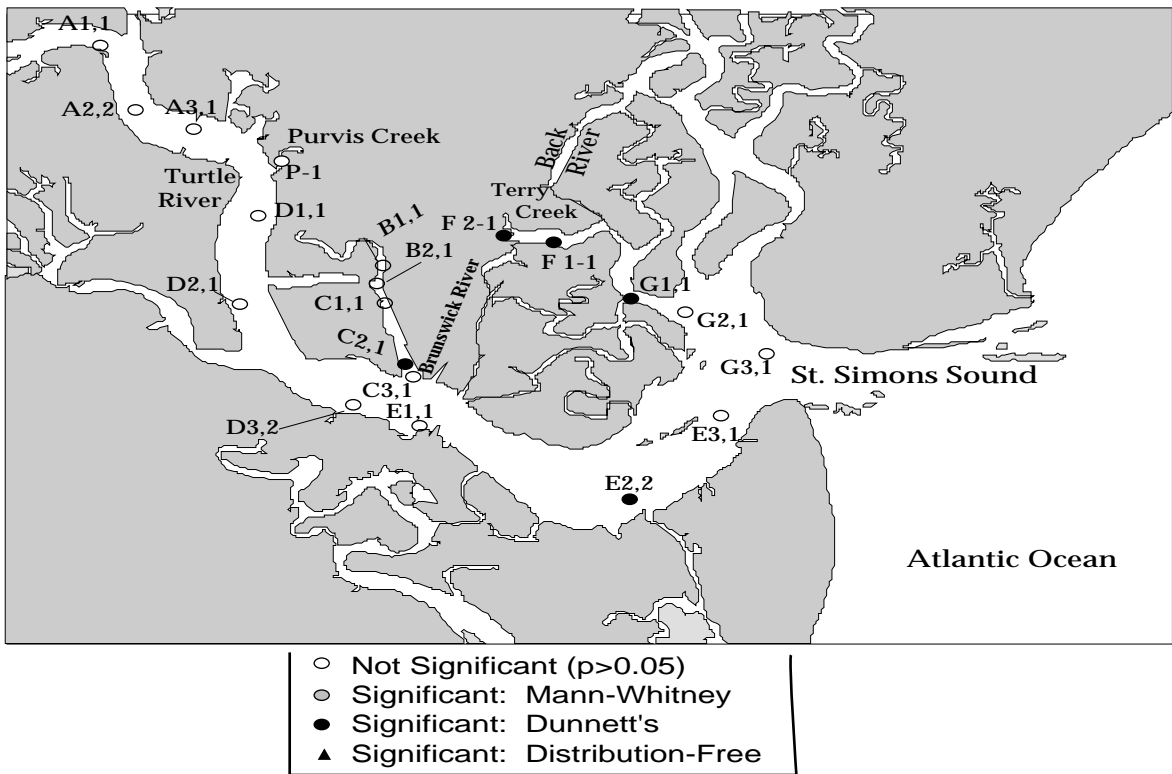 A1,1
A2,2
A3,1
Purvis Creek
P-1
Turtle
River
D1,1
B1,1
B2,1
D2,1
C1,1
C2,1
Brunswick River
C3,1
D3,2
E1,1
Back
River
Terry
Creek
F 2-1
F 1-1
G1,1
G2,1
G3,1
St. Simons Sound
E3,1
E2,2
Atlantic Ocean
Not Significant (p>0.05)
Significant: Mann-Whitney
Significant: Dunnett's
Significant: Distribution-Free